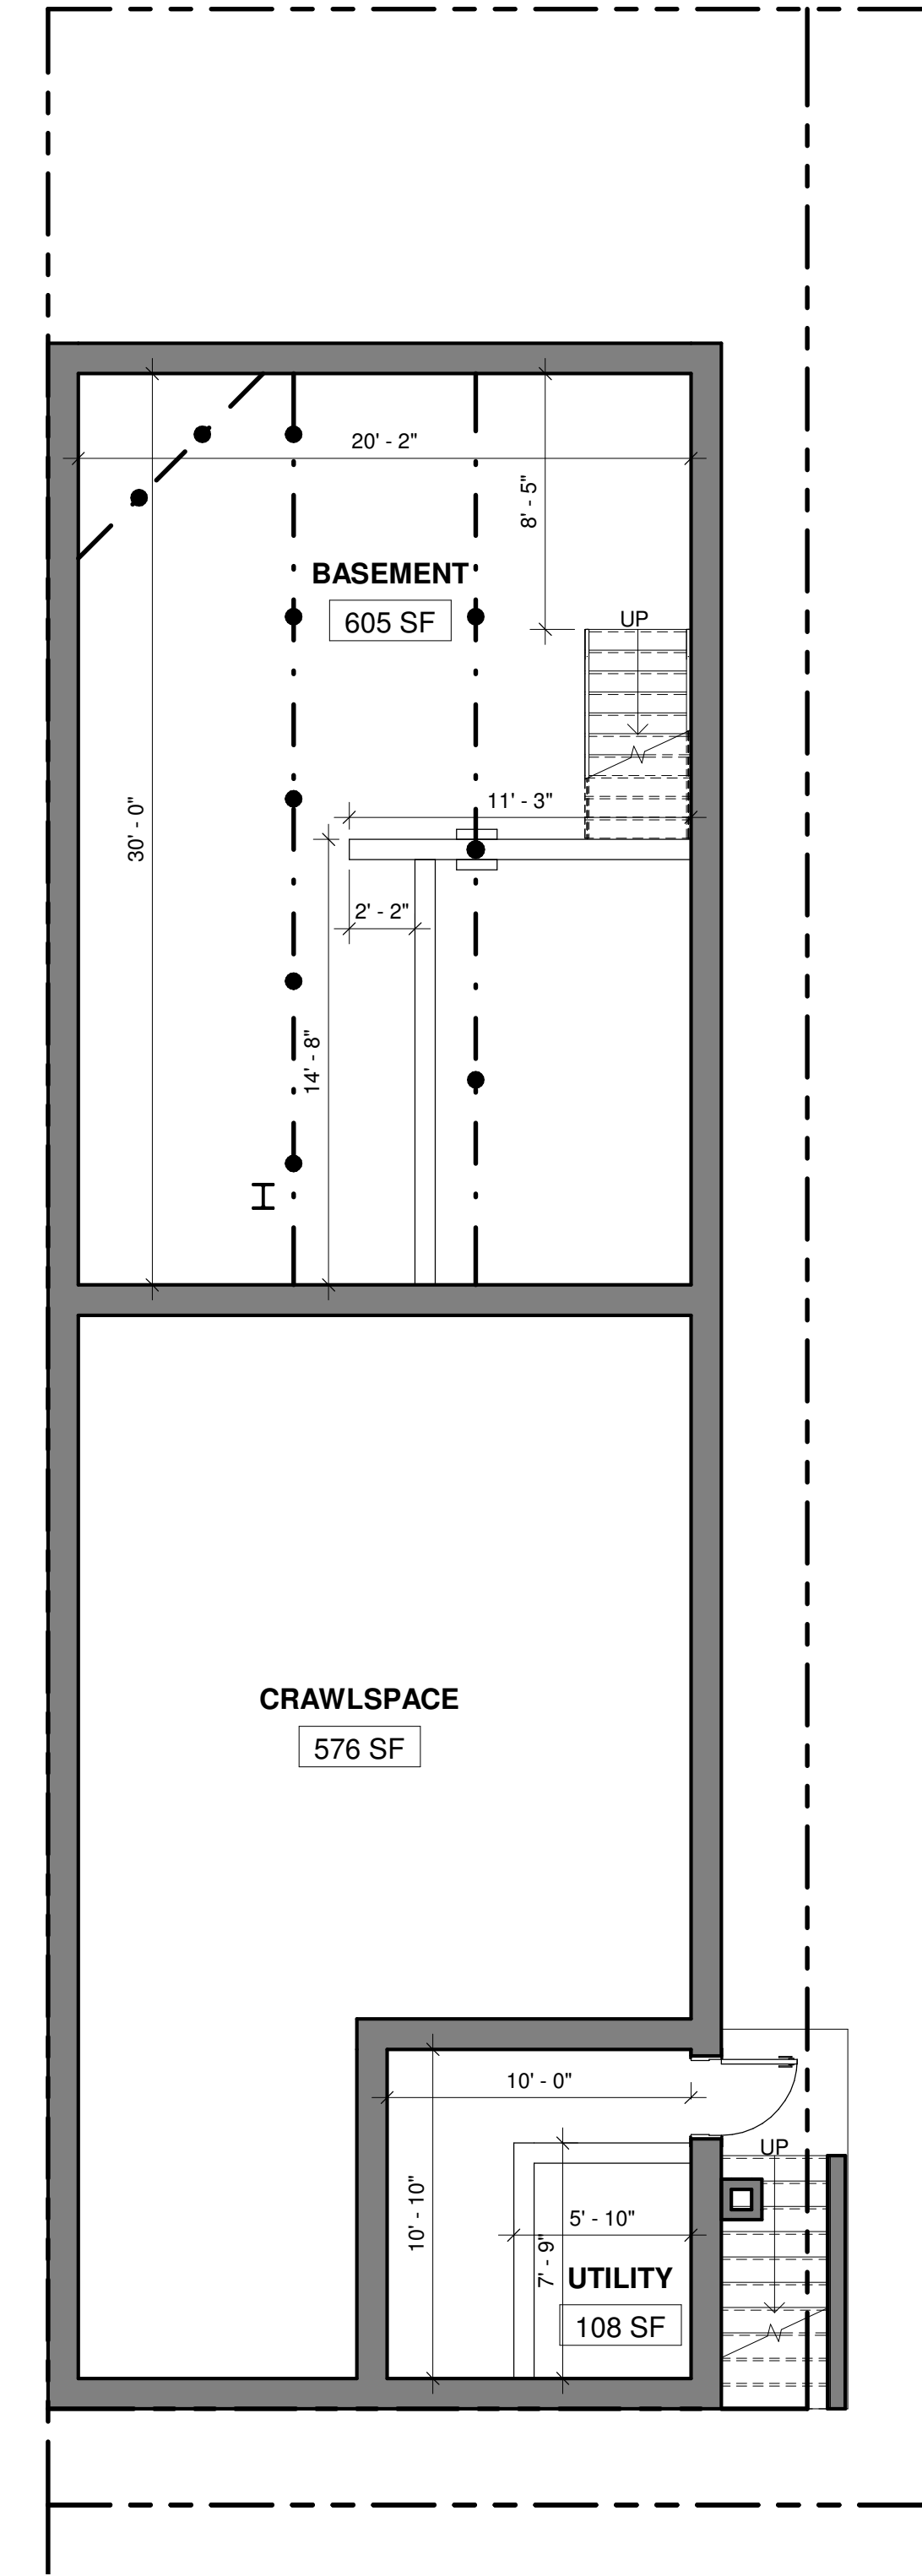 20' - 2"
8' - 5"
BASEMENT
605 SF
UP
30' - 0"
11' - 3"
2' - 2"
14' - 8"
CRAWLSPACE
576 SF
10' - 0"
UP
10' - 10"
5' - 10"
7' - 9"
UTILITY
108 SF